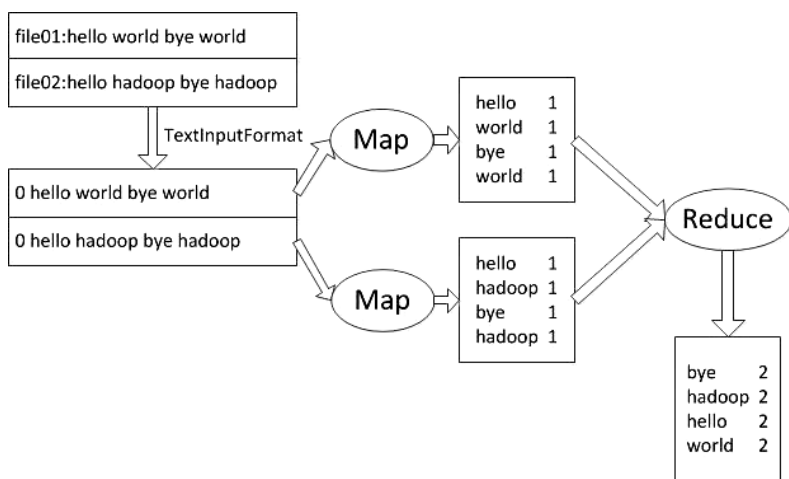 file01:hello world bye world
file02:hello hadoop bye hadoop
TextInputFormat
0 hello world bye world
0 hello hadoop bye hadoop
Map
hello 1
world 1
bye 1
world 1
Map
hello 1
hadoop 1
bye 1
hadoop 1
Reduce
bye 2
hadoop 2
hello 2
world 2